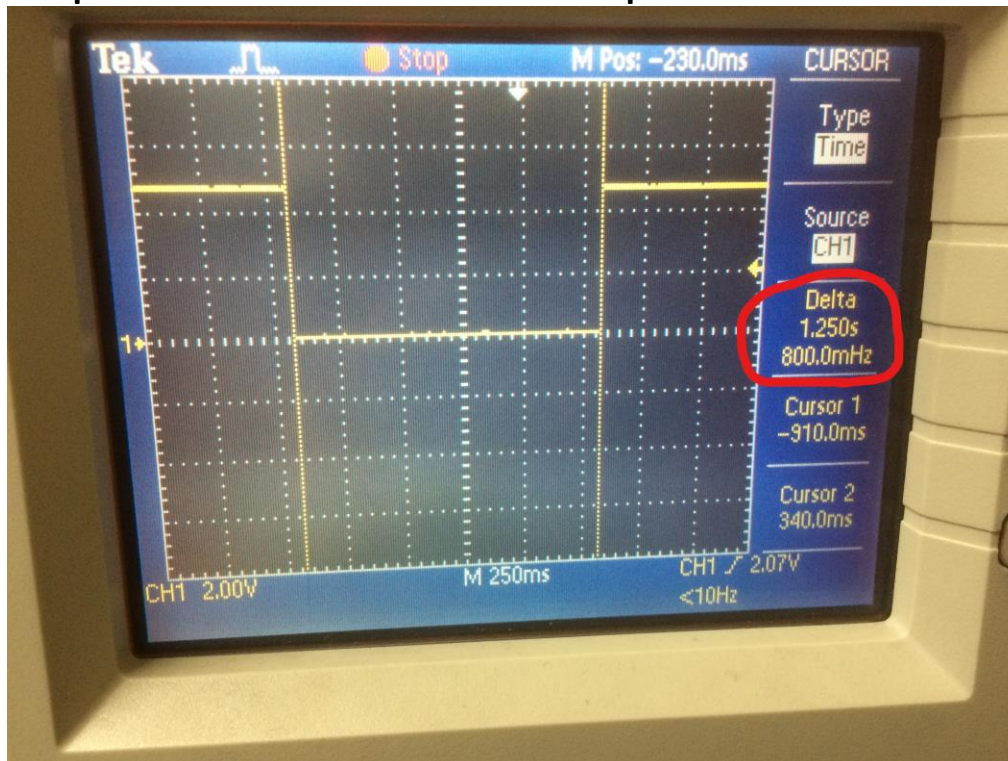 Tek Stop M Pos: -230.0ms CURSOR
Type
Time
Source
CH1
Delta
1.250s
800.0mHz
1
Cursor 1
-910.0ms
Cursor 2
340.0ms
CH1 2.00V M 250ms CH1 2.07V
<10Hz